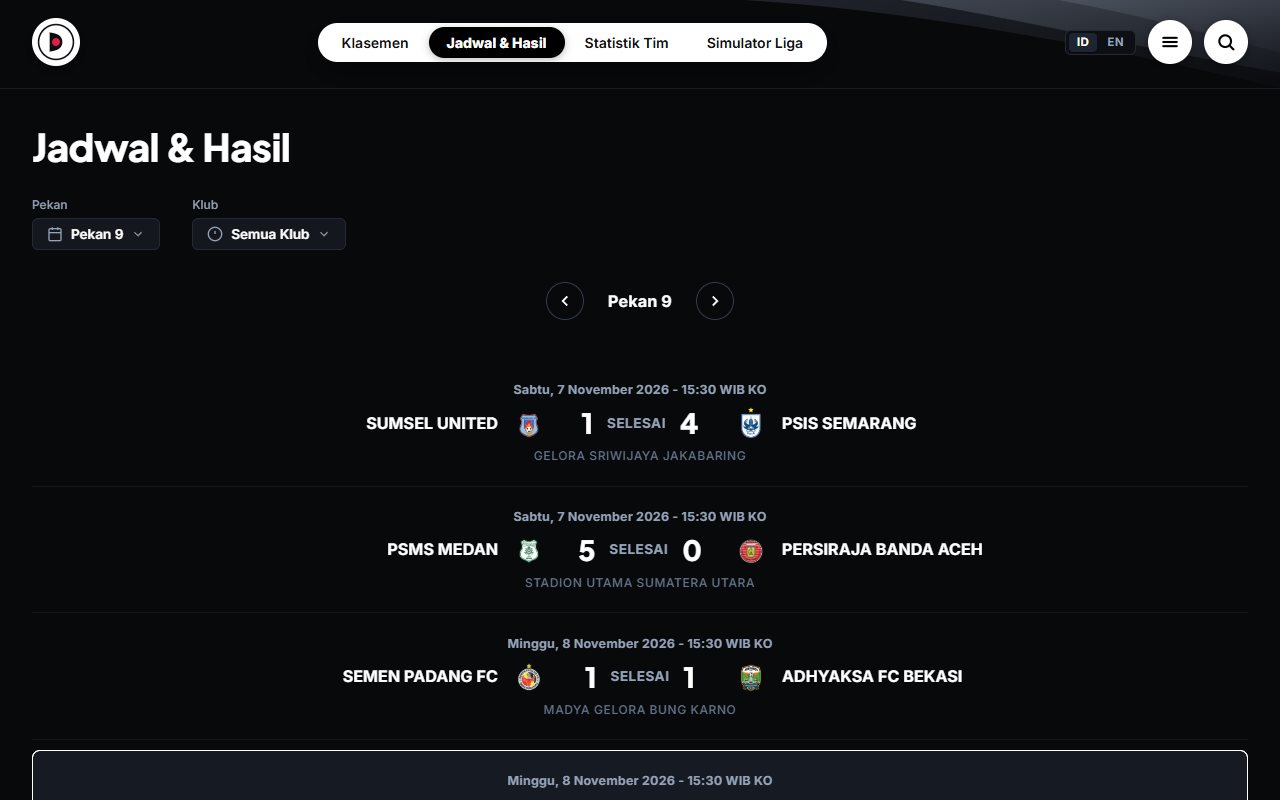 Klasemen Jadwal & Hasil Statistik Tim Simulator Liga ID EN
Jadwal & Hasil
Pekan Klub
Pekan 9 Semua Klub
Pekan 9
Sabtu, 7 November 2026 - 15:30 WIB KO
SUMSEL UNITED 1 SELESAI 4 PSIS SEMARANG
GELORA SRIWIJAYA JAKABARING
Sabtu, 7 November 2026 - 15:30 WIB KO
PSMS MEDAN 5 SELESAI 0 PERSIRAJA BANDA ACEH
STADION UTAMA SUMATERA UTARA
Minggu, 8 November 2026 - 15:30 WIB KO
SEMEN PADANG FC 1 SELESAI 1 ADHYAKSA FC BEKASI
MADYA GELORA BUNG KARNO
Minggu, 8 November 2026 - 15:30 WIB KO